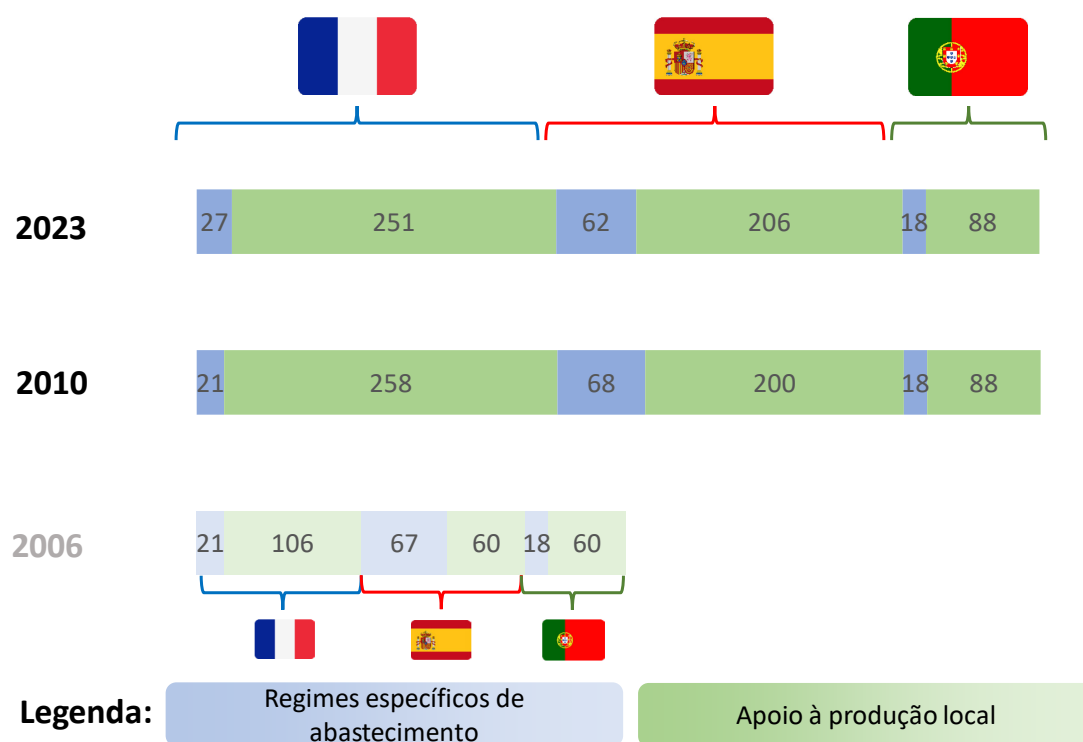 2023
27 251 62 206 18 88
2010
21 258 68 200 18 88
2006
21 106 67 60 18 60
Legenda:
Regimes específicos de
abastecimento
Apoio à produção local